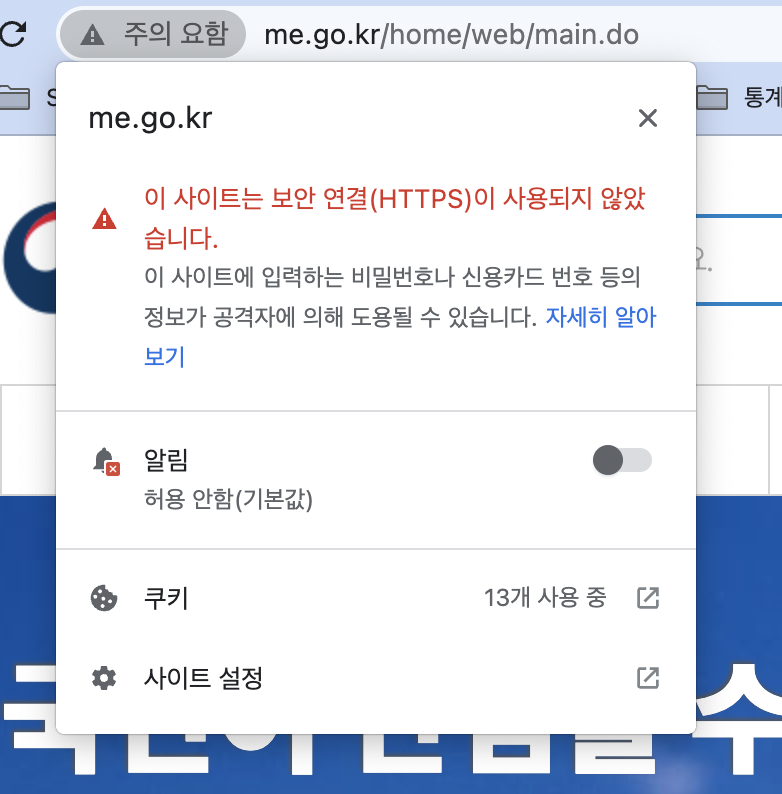 주의 요함 me.go.kr/home/web/main.do
S 통계
me.go.kr
이 사이트는 보안 연결(HTTPS)이 사용되지 않았
습니다.
요.
이 사이트에 입력하는 비밀번호나 신용카드 번호 등의
정보가 공격자에 의해 도용될 수 있습니다. 자세히 알아
보기
알림
허용 안함(기본값)
쿠키 13개 사용 중
사이트 설정
수